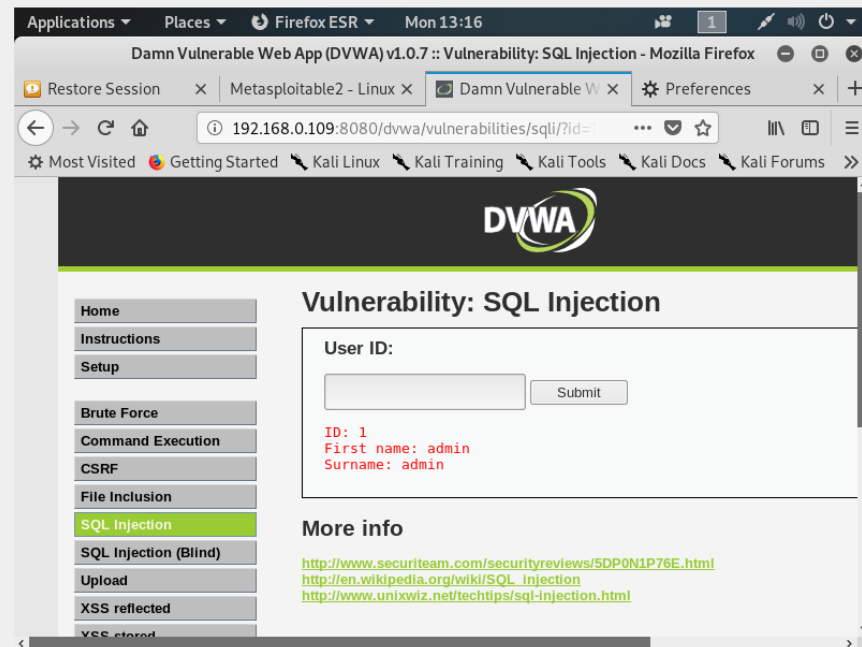 Applications Places Firefox ESR Mon 13:16 1
Damn Vulnerable Web App (DVWA) v1.0.7 :: Vulnerability: SQL Injection - Mozilla Firefox
Restore Session Metasploitable2 - Linux Damn Vulnerable W Preferences
192.168.0.109:8080/dvwa/vulnerabilities/sqli/?id=
Most Visited Getting Started Kali Linux Kali Training Kali Tools Kali Docs Kali Forums
DVWA
Home
Instructions
Setup
Brute Force
Command Execution
CSRF
File Inclusion
SQL Injection
SQL Injection (Blind)
Upload
XSS reflected
XSS stored
Vulnerability: SQL Injection
User ID:
Submit
ID: 1
First name: admin
Surname: admin
More info
http://www.securiteam.com/securityreviews/5DP0N1P76E.html
http://en.wikipedia.org/wiki/SQL_injection
http://www.unixwiz.net/techtips/sql-injection.html